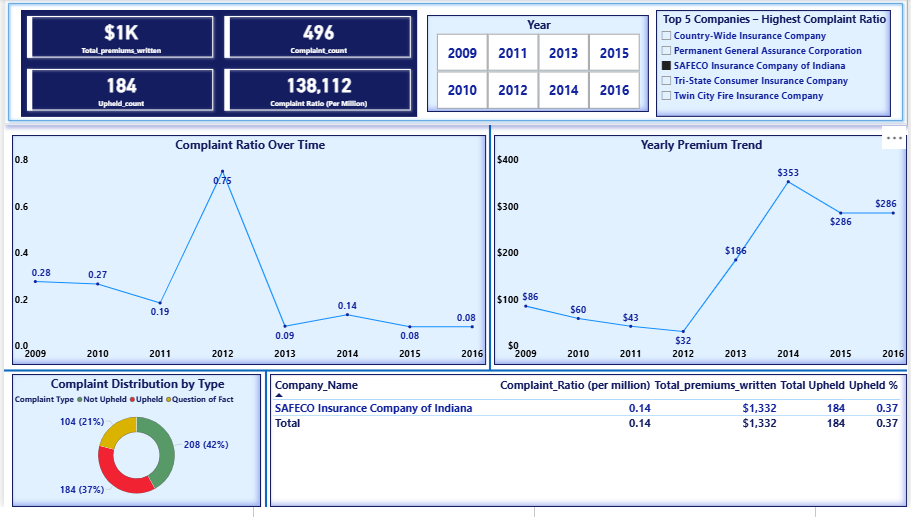 $1K
Total_premiums_written
496
Complaint_count
184
Upheld_count
138,112
Complaint Ratio (Per Million)
Year
2009 2011 2013 2015
2010 2012 2014 2016
Top 5 Companies – Highest Complaint Ratio
Country-Wide Insurance Company
Permanent General Assurance Corporation
SAFECO Insurance Company of Indiana
Tri-State Consumer Insurance Company
Twin City Fire Insurance Company
Complaint Ratio Over Time
0.8
0.6
0.4
0.2
0.0
0.28
0.27
0.19
0.75
0.09
0.14
0.08
0.08
2009 2010 2011 2012 2013 2014 2015 2016
Yearly Premium Trend
$400
$300
$200
$100
$0
$86
$60
$43
$32
$186
$353
$286
$286
2009 2010 2011 2012 2013 2014 2015 2016
Complaint Distribution by Type
Complaint Type Not Upheld Upheld Question of Fact
104 (21%)
208 (42%)
184 (37%)
Company_Name Complaint_Ratio (per million) Total_premiums_written Total Upheld Upheld %
SAFECO Insurance Company of Indiana 0.14 $1,332 184 0.37
Total 0.14 $1,332 184 0.37